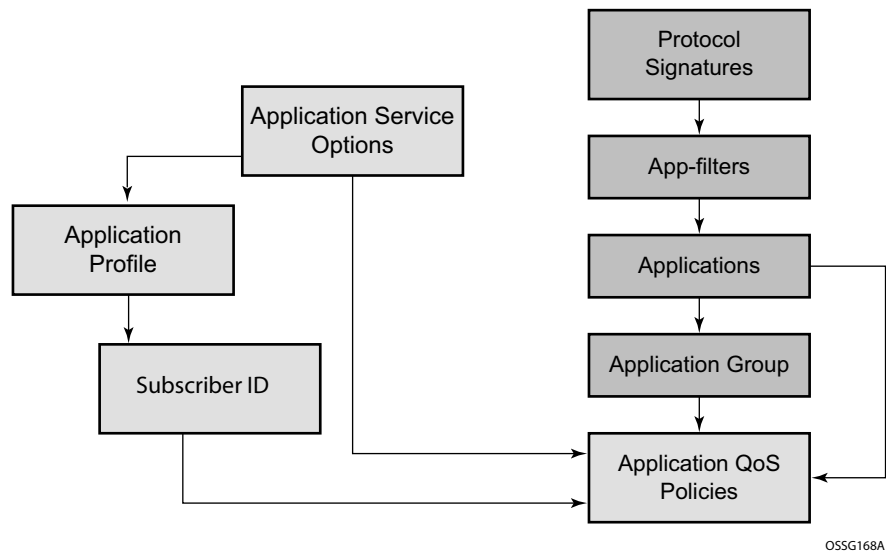 Protocol
Signatures
Application Service
Options
App-filters
Application
Profile
Applications
Application Group
Subscriber ID
Application QoS
Policies
OSSG168A